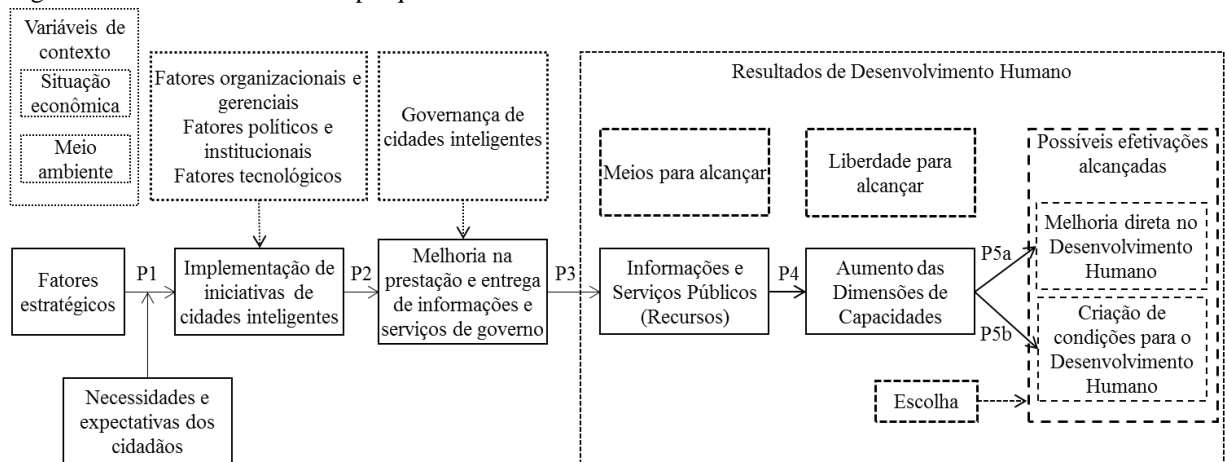 Variáveis de
contexto
Situação
econômica
Meio
ambiente
Fatores organizacionais e
gerenciais
Fatores políticos e
institucionais
Fatores tecnológicos
Governança de
cidades inteligentes
Resultados de Desenvolvimento Humano
Meios para alcançar
Liberdade para
alcançar
Possíveis efetivações
alcançadas
Fatores
estratégicos
P1
Implementação de
iniciativas de
cidades inteligentes
P2
Melhoria na
prestação e entrega
de informações e
serviços de governo
P3
Informações e
Serviços Públicos
(Recursos)
P4
Aumento das
Dimensões de
Capacidades
P5a
Melhoria direta no
Desenvolvimento
Humano
P5b
Criação de
condições para o
Desenvolvimento
Humano
Necessidades e
expectativas dos
cidadãos
Escolha